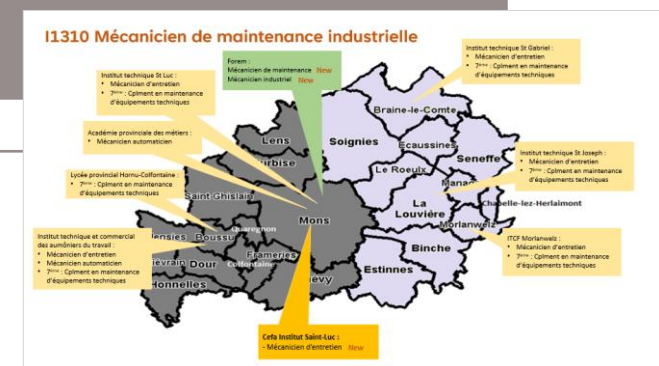 I1310 Mécanicien de maintenance industrielle
Forem :
Mécanicien de maintenance New
Mécanicien industriel New
Institut technique St Gabriel :
• Mécanicien d'entretien
• 7ème : Cplment en maintenance
d'équipements techniques
Institut technique St Luc :
• Mécanicien d'entretien
• 7ème : Cplment en maintenance
d'équipements techniques
Académie provinciale des métiers :
• Mécanicien automaticien
Lycée provincial Hornu-Colfontaine :
• 7ème : Cplment en maintenance
d'équipements techniques
Institut technique et commercial
des aumôniers du travail :
• Mécanicien d'entretien
• Mécanicien automaticien
• 7ème : Cplment en maintenance
d'équipements techniques
Institut technique St Joseph :
• Mécanicien d'entretien
• 7ème : Cplment en maintenance
d'équipements techniques
ITCF Morlanwelz :
• Mécanicien d'entretien
• 7ème : Cplment en maintenance
d'équipements techniques
Cefa Institut Saint-Luc :
- Mécanicien d'entretien New
Braine-le-Comte
Lens
Soignies
Ecaussines
Seneffe
Le Roeulx
Saint-Ghislain
Mons
La
Louvière
Chapelle-lez-Herlaimont
Morlanwelz
Quaregnon
Boussu
Binche
Frameries
Dour
Colfontaine
Estinnes
Honnelles